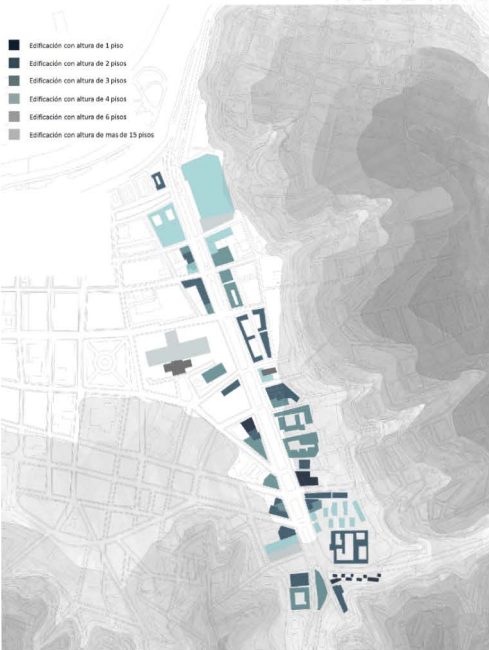 Edificación con altura de 1 piso
Edificación con altura de 2 pisos
Edificación con altura de 3 pisos
Edificación con altura de 4 pisos
Edificación con altura de 6 pisos
Edificación con altura de mas de 15 pisos